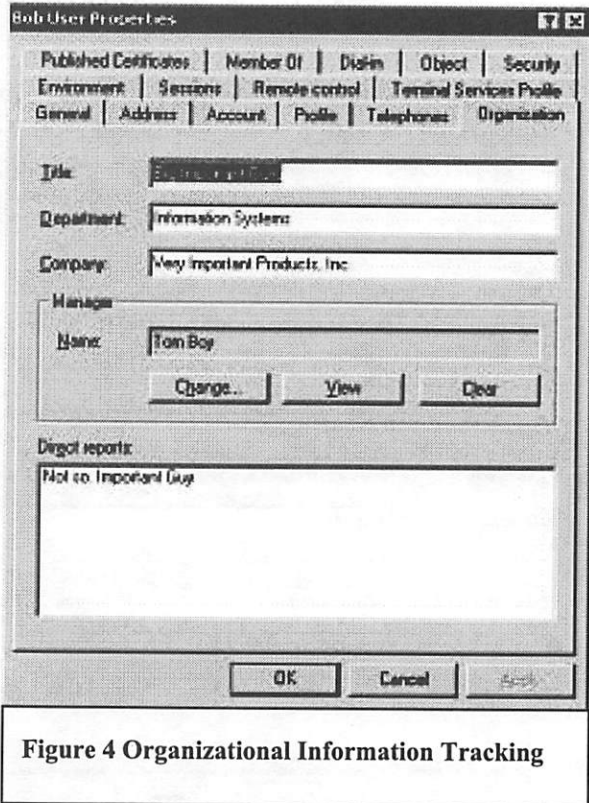 Bob User Properties
Published Certificates Member Of Dial-in Object Security
Environment Sessions Remote control Terminal Services Profile
General Address Account Profile Telephones Organization
Title:
Department: Information Systems
Company: Very Important Products, Inc.
Manager
Name: Tom Boy
Change... View Clear
Direct reports:
Not so Important Guy
OK Cancel Apply
Figure 4 Organizational Information Tracking